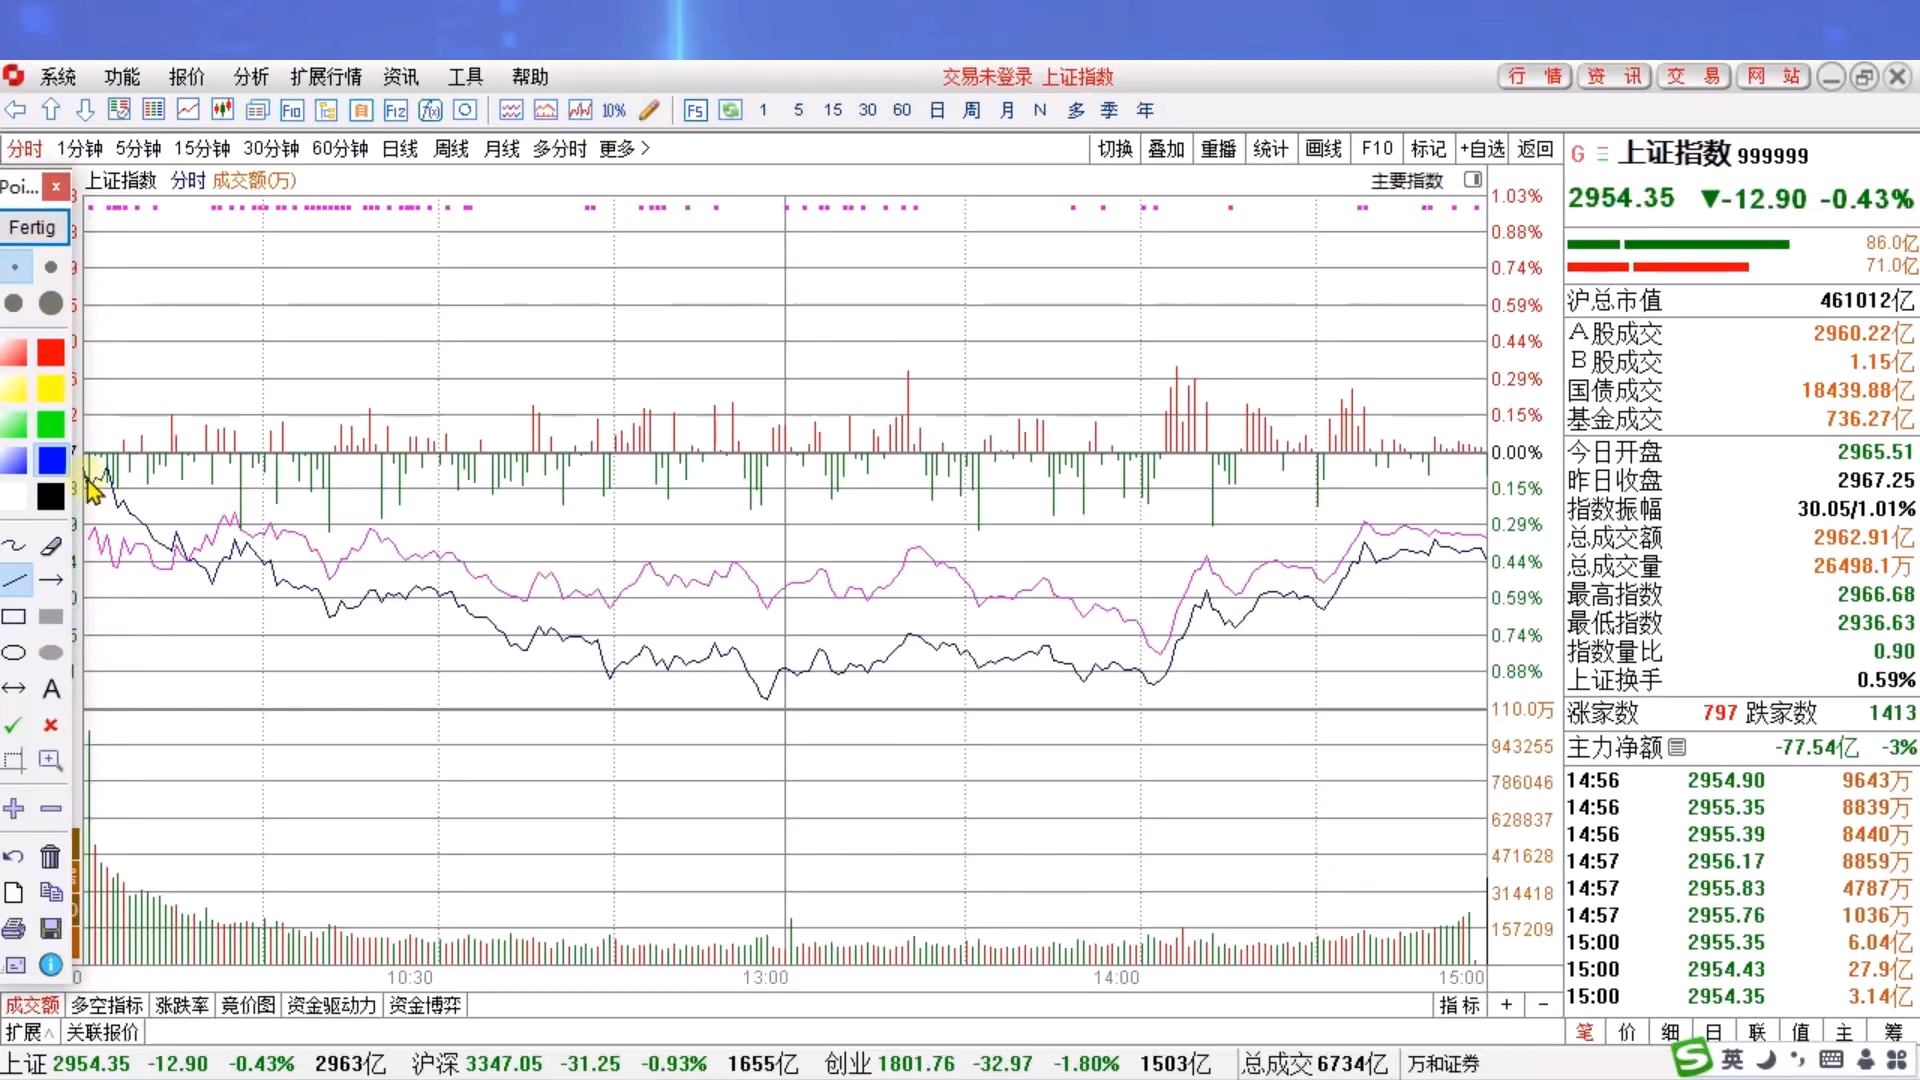 系统 功能 报价 分析 扩展行情 资讯 工具 帮助 交易未登录 上证指数 行情 资讯 交易 网站
F10 自 F12 f(x) 10% F5 1 5 15 30 60 日 周 月 N 多 季 年
分时 1分钟 5分钟 15分钟 30分钟 60分钟 日线 周线 月线 多分时 更多> 切换 叠加 重播 统计 画线 F10 标记 +自选 返回
Poi...
Fertig
A
上证指数 分时 成交额(万) 主要指数
1.03%
0.88%
0.74%
0.59%
0.44%
0.29%
0.15%
0.00%
0.15%
0.29%
0.44%
0.59%
0.74%
0.88%
110.0万
943255
786046
628837
471628
314418
157209
10:30 13:00 14:00 15:00
G 上证指数 999999
2954.35 ▼-12.90 -0.43%
86.0亿
71.0亿
沪总市值 461012亿
A股成交 2960.22亿
B股成交 1.15亿
国债成交 18439.88亿
基金成交 736.27亿
今日开盘 2965.51
昨日收盘 2967.25
指数振幅 30.05/1.01%
总成交额 2962.91亿
总成交量 26498.1万
最高指数 2966.68
最低指数 2936.63
指数量比 0.90
上证换手 0.59%
涨家数 797 跌家数 1413
主力净额 -77.54亿 -3%
14:56 2954.90 9643万
14:56 2955.35 8839万
14:56 2955.39 8440万
14:57 2956.17 8859万
14:57 2955.83 4787万
14:57 2955.76 1036万
15:00 2955.35 6.04亿
15:00 2954.43 27.9亿
15:00 2954.35 3.14亿
成交额 多空指标 涨跌率 竞价图 资金驱动力 资金博弈 指标 + -
扩展∧ 关联报价 笔 价 细 日 联 值 主 筹
上证 2954.35 -12.90 -0.43% 2963亿 沪深 3347.05 -31.25 -0.93% 1655亿 创业 1801.76 -32.97 -1.80% 1503亿 总成交 6734亿 万和证券
S 英